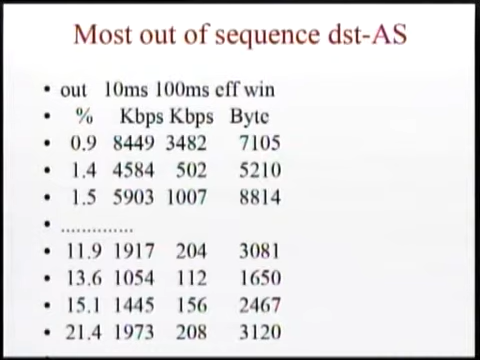 Most out of sequence dst-AS
• out 10ms 100ms eff win
• % Kbps Kbps Byte
• 0.9 8449 3482 7105
• 1.4 4584 502 5210
• 1.5 5903 1007 8814
• ..............
• 11.9 1917 204 3081
• 13.6 1054 112 1650
• 15.1 1445 156 2467
• 21.4 1973 208 3120